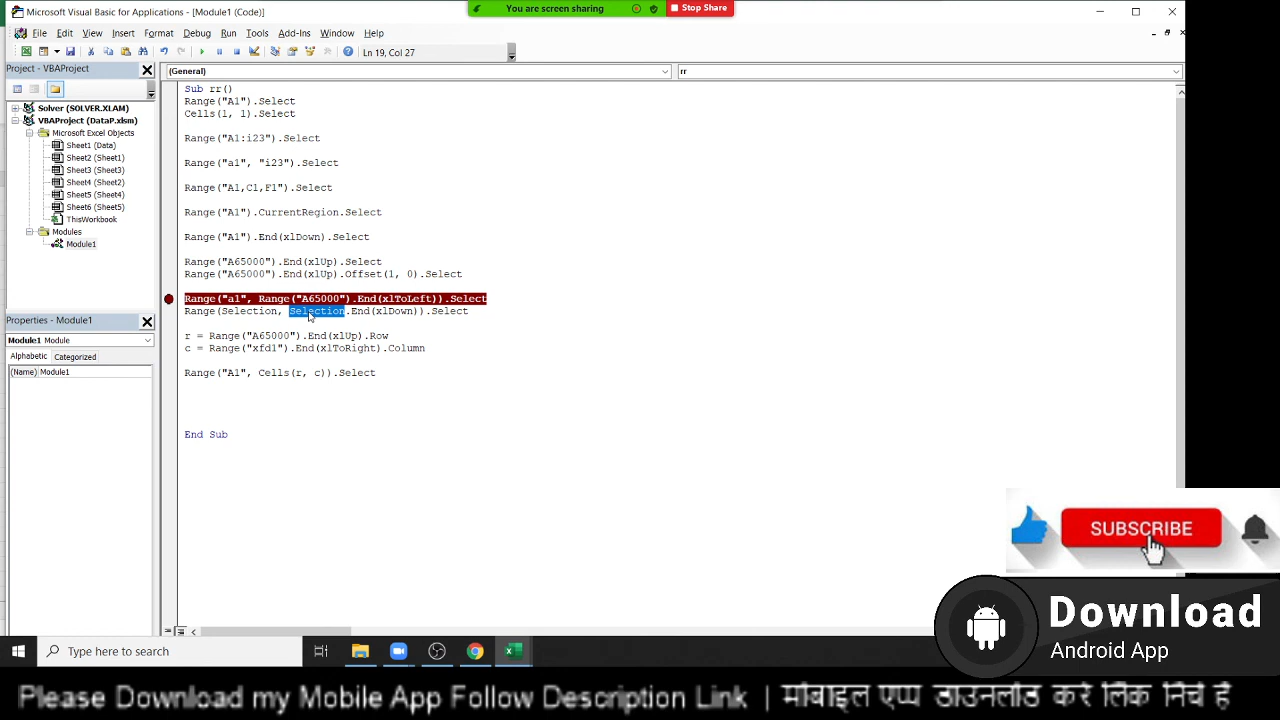 Microsoft Visual Basic for Applications - [Module1 (Code)]
You are screen sharing
Stop Share
File Edit View Insert Format Debug Run Tools Add-Ins Window Help
Ln 19, Col 27
Project - VBAProject
(General)
rr
Solver (SOLVER.XLAM)
VBAProject (DataP.xlsm)
Microsoft Excel Objects
Sheet1 (Data)
Sheet2 (Sheet1)
Sheet3 (Sheet3)
Sheet4 (Sheet2)
Sheet5 (Sheet4)
Sheet6 (Sheet5)
ThisWorkbook
Modules
Module1
Properties - Module1
Module1 Module
Alphabetic Categorized
(Name) Module1
Sub rr()
Range("A1").Select
Cells(1, 1).Select
Range("A1:i23").Select
Range("a1", "i23").Select
Range("A1,C1,F1").Select
Range("A1").CurrentRegion.Select
Range("A1").End(xlDown).Select
Range("A65000").End(xlUp).Select
Range("A65000").End(xlUp).Offset(1, 0).Select
Range("a1", Range("A65000").End(xlToLeft)).Select
Range(Selection, Selection.End(xlDown)).Select
r = Range("A65000").End(xlUp).Row
c = Range("xfd1").End(xlToRight).Column
Range("A1", Cells(r, c)).Select
End Sub
SUBSCRIBE
Download
Android App
Type here to search
Please Download my Mobile App Follow Description Link | मोबाइल एप्प डाउनलोड करे लिंक निचे है